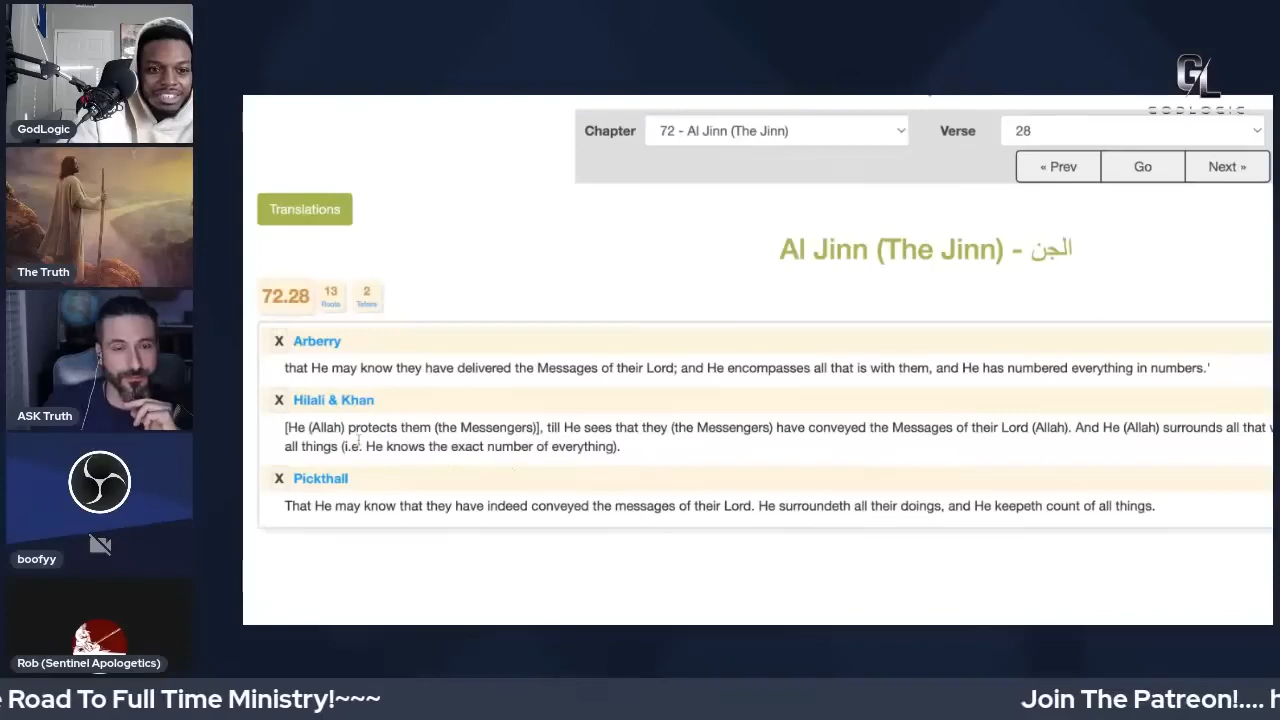 GodLogic
The Truth
ASK Truth
boofyy
Rob (Sentinel Apologetics)
GL
GODLOGIC
Chapter 72 - Al Jinn (The Jinn) Verse 28
« Prev Go Next »
Translations
Al Jinn (The Jinn) - الجن
72.28 13 2
Roots
X Arberry
that He may know they have delivered the Messages of their Lord; and He encompasses all that is with them, and He has numbered everything in numbers.'
X Hilali & Khan
[He (Allah) protects them (the Messengers)], till He sees that they (the Messengers) have conveyed the Messages of their Lord (Allah). And He (Allah) surrounds all that
all things (i.e. He knows the exact number of everything).
X Pickthall
That He may know that they have indeed conveyed the messages of their Lord. He surroundeth all their doings, and He keepeth count of all things.
Road To Full Time Ministry!~~~ Join The Patreon!....